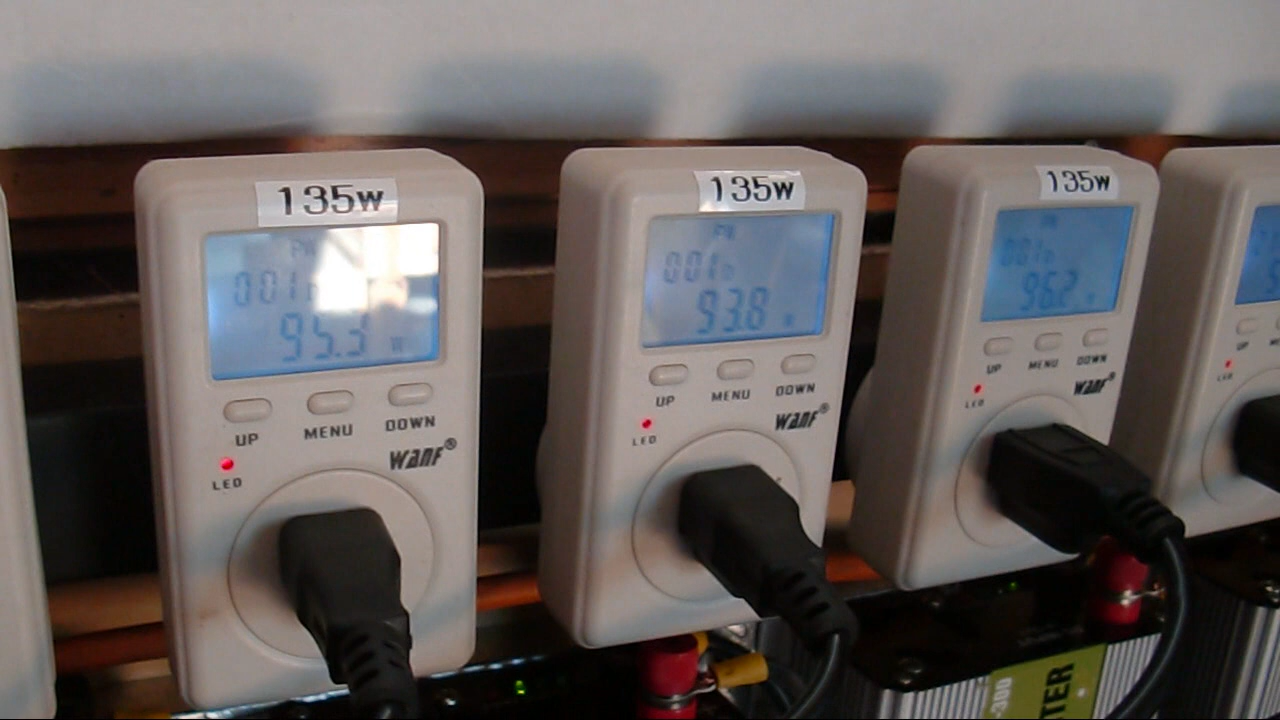 135w
001
95.3 W
UP MENU DOWN
WANF®
LED
135w
001
93.8
UP MENU DOWN
WANF®
LED
135w
001
96.2
UP MENU DOWN
WANF®
LED
UP
LED